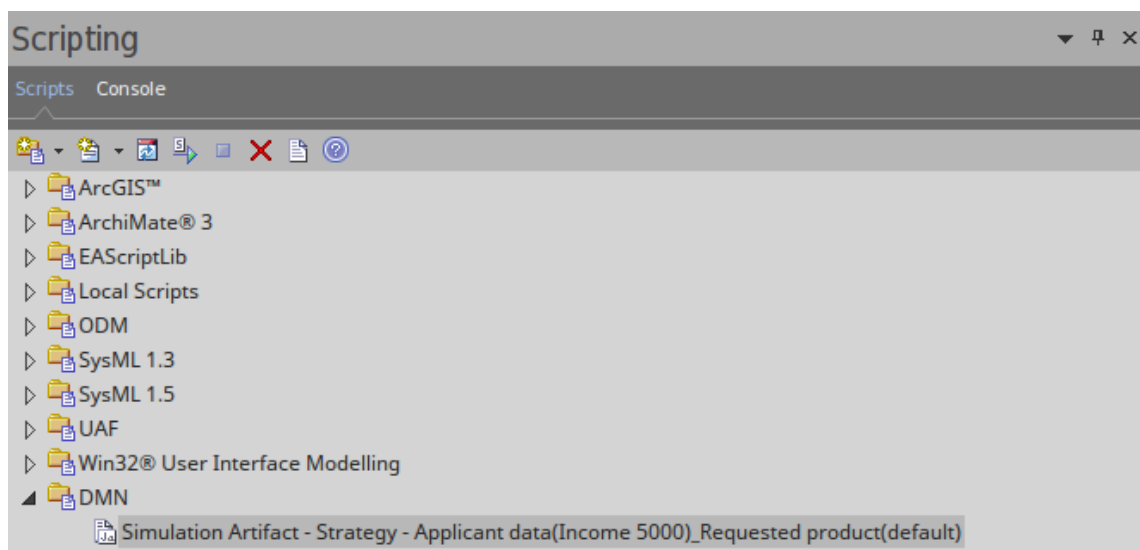 Scripting
Scripts Console
ArcGIS™
ArchiMate® 3
EAScriptLib
Local Scripts
ODM
SysML 1.3
SysML 1.5
UAF
Win32® User Interface Modelling
DMN
Simulation Artifact - Strategy - Applicant data(Income 5000)_Requested product(default)